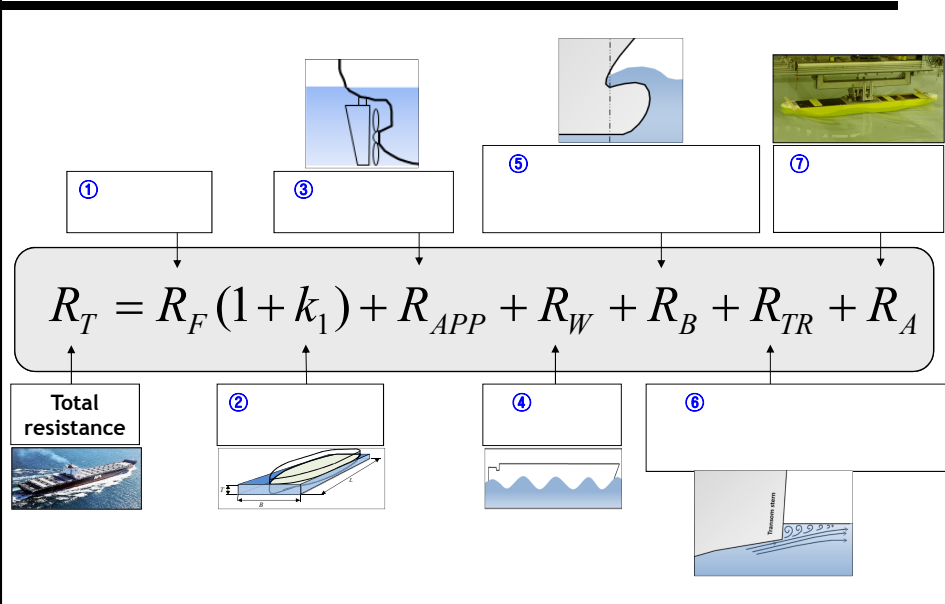 ①
③
⑤
⑦
R_T = R_F (1 + k_1) + R_APP + R_W + R_B + R_TR + R_A
Total
resistance
②
④
⑥
T
B
L
Transom stern